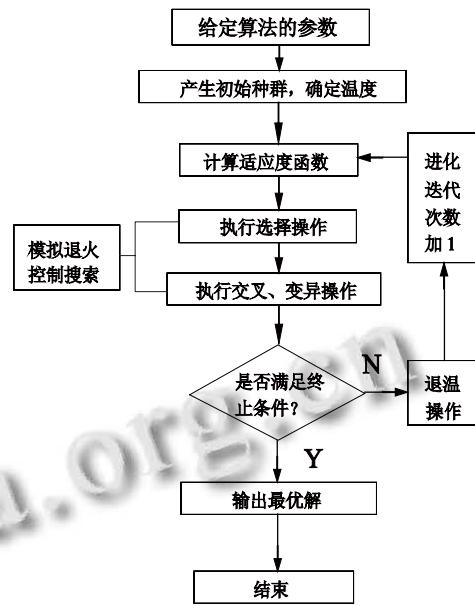 给定算法的参数
产生初始种群，确定温度
计算适应度函数
进化
迭代
次数
加 1
执行选择操作
模拟退火
控制搜索
执行交叉、变异操作
是否满足终
止条件？
N
退温
操作
Y
输出最优解
结束
.org.cn